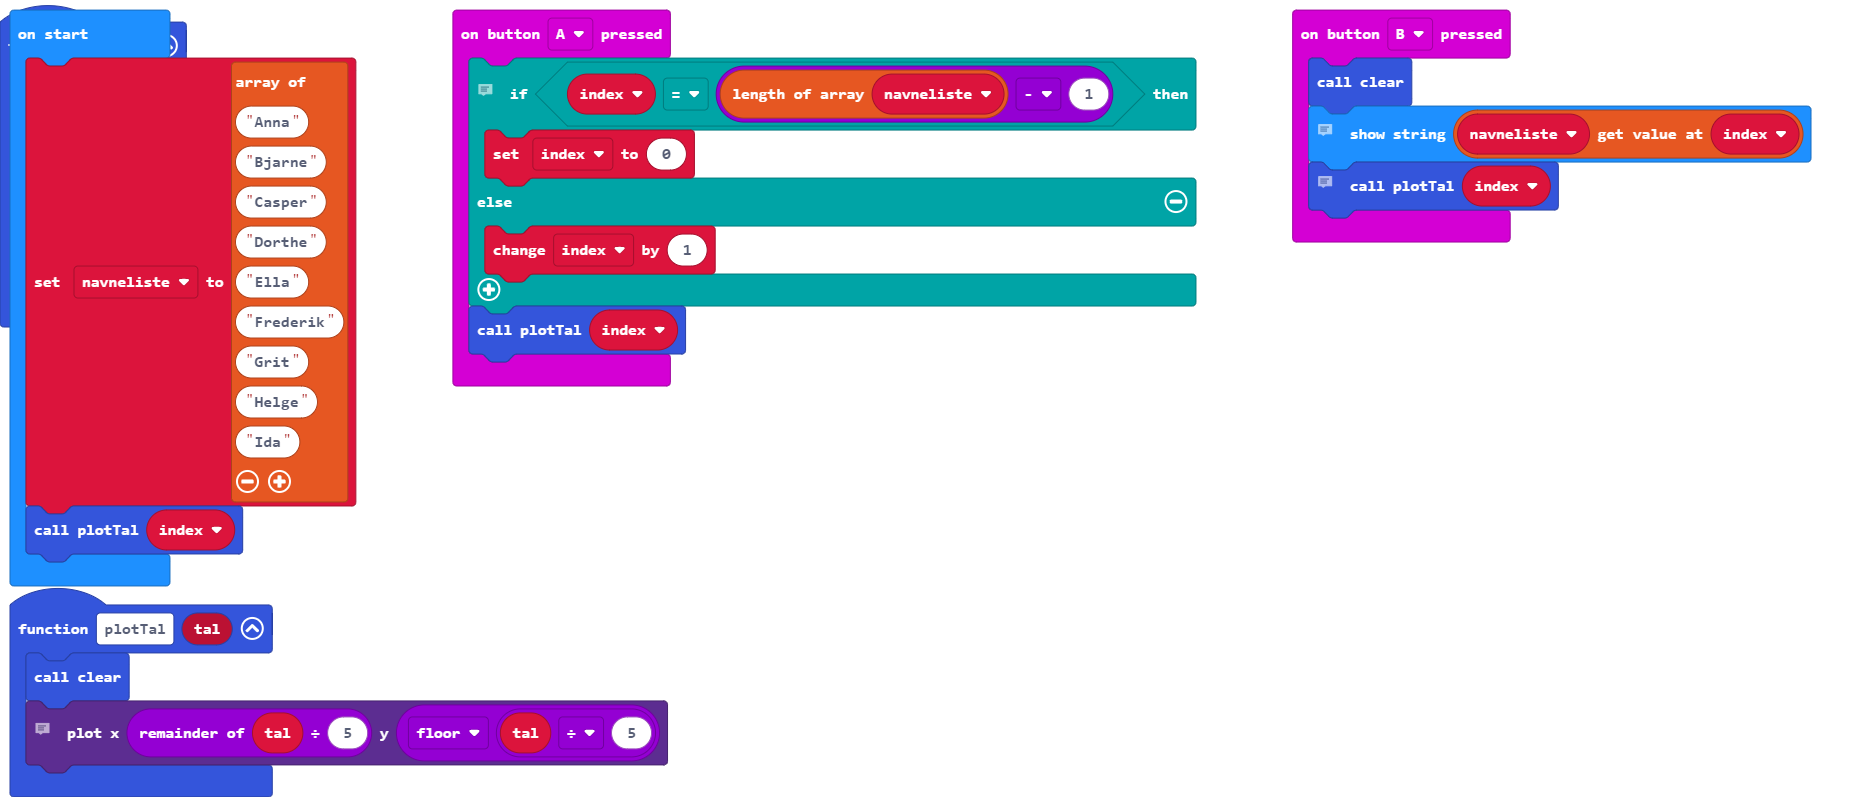 on start
set navneliste to
array of
"Anna"
"Bjarne"
"Casper"
"Dorthe"
"Ella"
"Frederik"
"Grit"
"Helge"
"Ida"
call plotTal index
function plotTal tal
call clear
plot x remainder of tal ÷ 5 y floor tal ÷ 5
on button A pressed
if index = length of array navneliste - 1 then
set index to 0
else
change index by 1
call plotTal index
on button B pressed
call clear
show string navneliste get value at index
call plotTal index